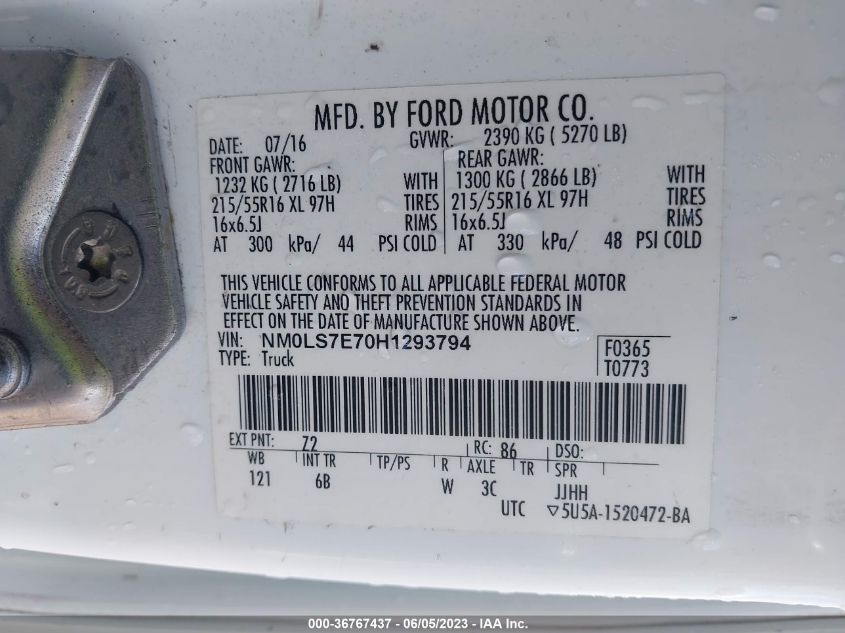 MFD. BY FORD MOTOR CO.
DATE: 07/16 GVWR: 2390 KG ( 5270 LB)
FRONT GAWR: REAR GAWR:
1232 KG ( 2716 LB) WITH 1300 KG ( 2866 LB) WITH
215/55R16 XL 97H TIRES 215/55R16 XL 97H TIRES
16x6.5J RIMS 16x6.5J RIMS
AT 300 kPa/ 44 PSI COLD AT 330 kPa/ 48 PSI COLD
THIS VEHICLE CONFORMS TO ALL APPLICABLE FEDERAL MOTOR
VEHICLE SAFETY AND THEFT PREVENTION STANDARDS IN
EFFECT ON THE DATE OF MANUFACTURE SHOWN ABOVE.
VIN: NM0LS7E70H1293794 F0365
TYPE: Truck T0773
EXT PNT: Z2 RC: 86 DSO:
WB INT TR TP/PS R AXLE TR SPR
121 6B W 3C JJHH
UTC ▽5U5A-1520472-BA
000-36767437 - 06/05/2023 - IAA Inc.